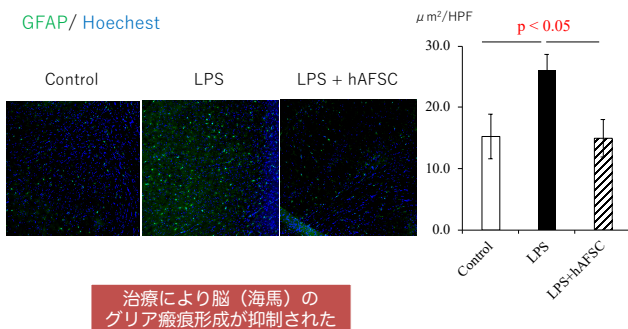 GFAP/ Hoechest
Control
LPS
LPS + hAFSC
μm²/HPF
p < 0.05
30.0
20.0
10.0
0.0
Control
LPS
LPS+hAFSC
治療により脳（海馬）の
グリア瘢痕形成が抑制された